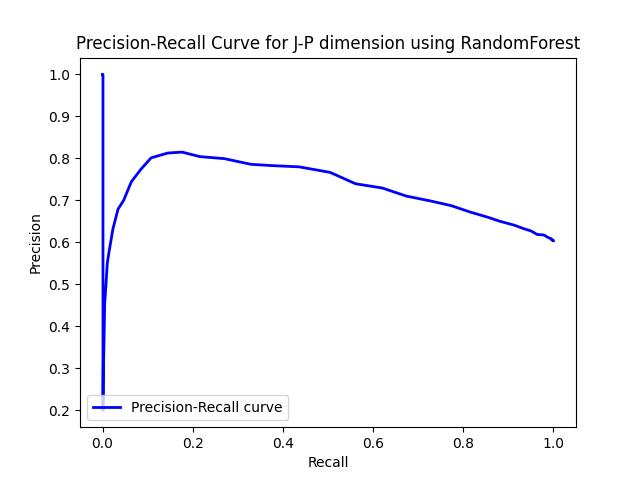 Precision-Recall Curve for J-P dimension using RandomForest
1.0
0.9
0.8
0.7
0.6
0.5
0.4
0.3
0.2
Precision
Precision-Recall curve
0.0 0.2 0.4 0.6 0.8 1.0
Recall